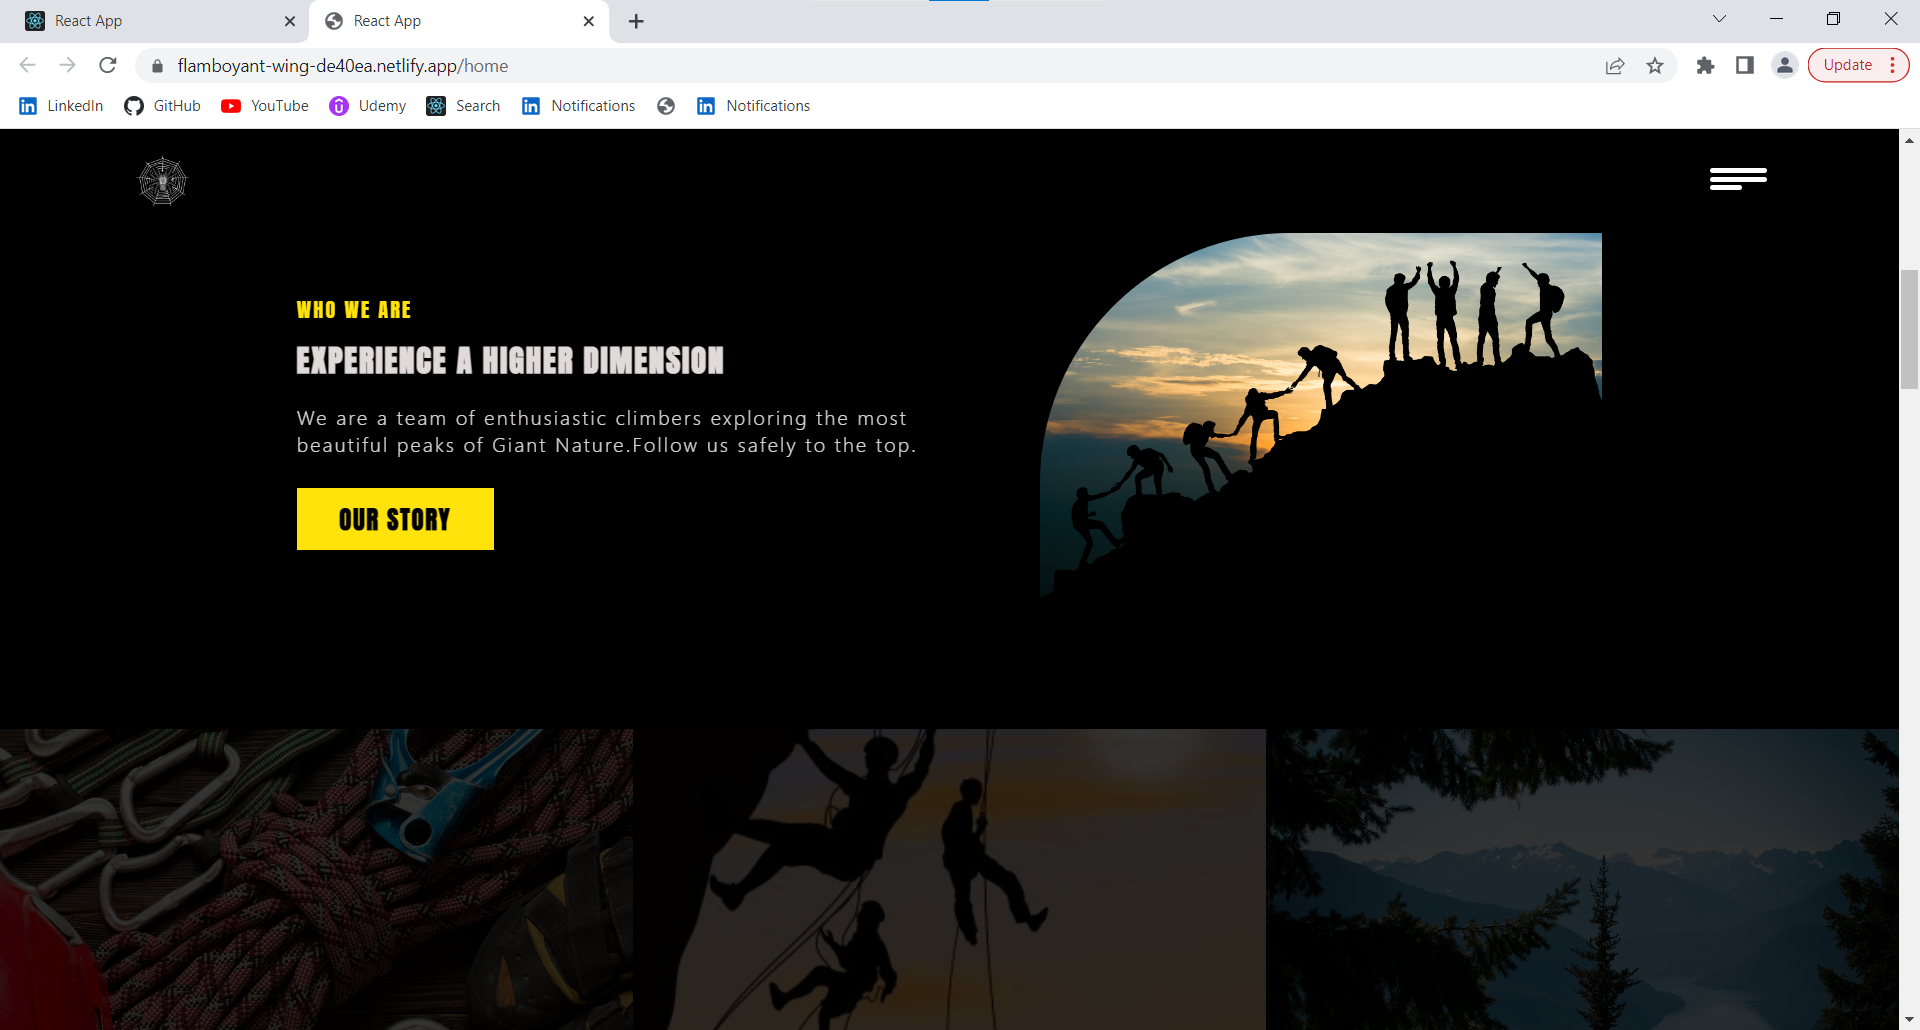 React App
React App
flamboyant-wing-de40ea.netlify.app/home
Update
LinkedIn
GitHub
YouTube
Udemy
Search
Notifications
Notifications
WHO WE ARE
EXPERIENCE A HIGHER DIMENSION
We are a team of enthusiastic climbers exploring the most
beautiful peaks of Giant Nature.Follow us safely to the top.
OUR STORY